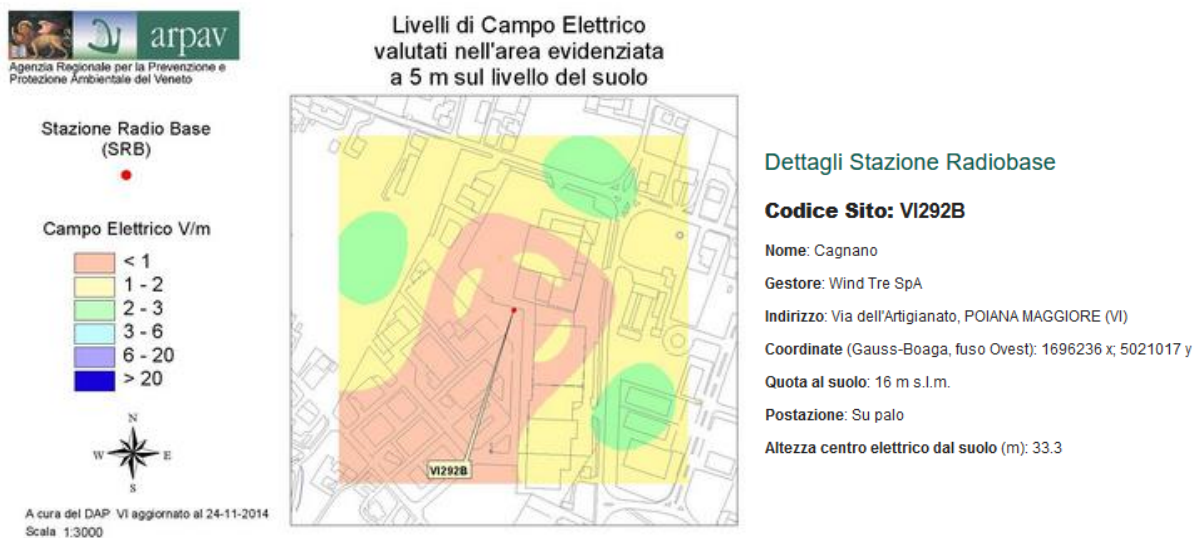 arpav
Agenzia Regionale per la Prevenzione e
Protezione Ambientale del Veneto
Stazione Radio Base
(SRB)
Campo Elettrico V/m
< 1
1 - 2
2 - 3
3 - 6
6 - 20
> 20
N
W E
S
A cura del DAP VI aggiornato al 24-11-2014
Scala 1:3000
Livelli di Campo Elettrico
valutati nell'area evidenziata
a 5 m sul livello del suolo
VI292B
Dettagli Stazione Radiobase
Codice Sito: VI292B
Nome: Cagnano
Gestore: Wind Tre SpA
Indirizzo: Via dell'Artigianato, POIANA MAGGIORE (VI)
Coordinate (Gauss-Boaga, fuso Ovest): 1696236 x; 5021017 y
Quota al suolo: 16 m s.l.m.
Postazione: Su palo
Altezza centro elettrico dal suolo (m): 33.3